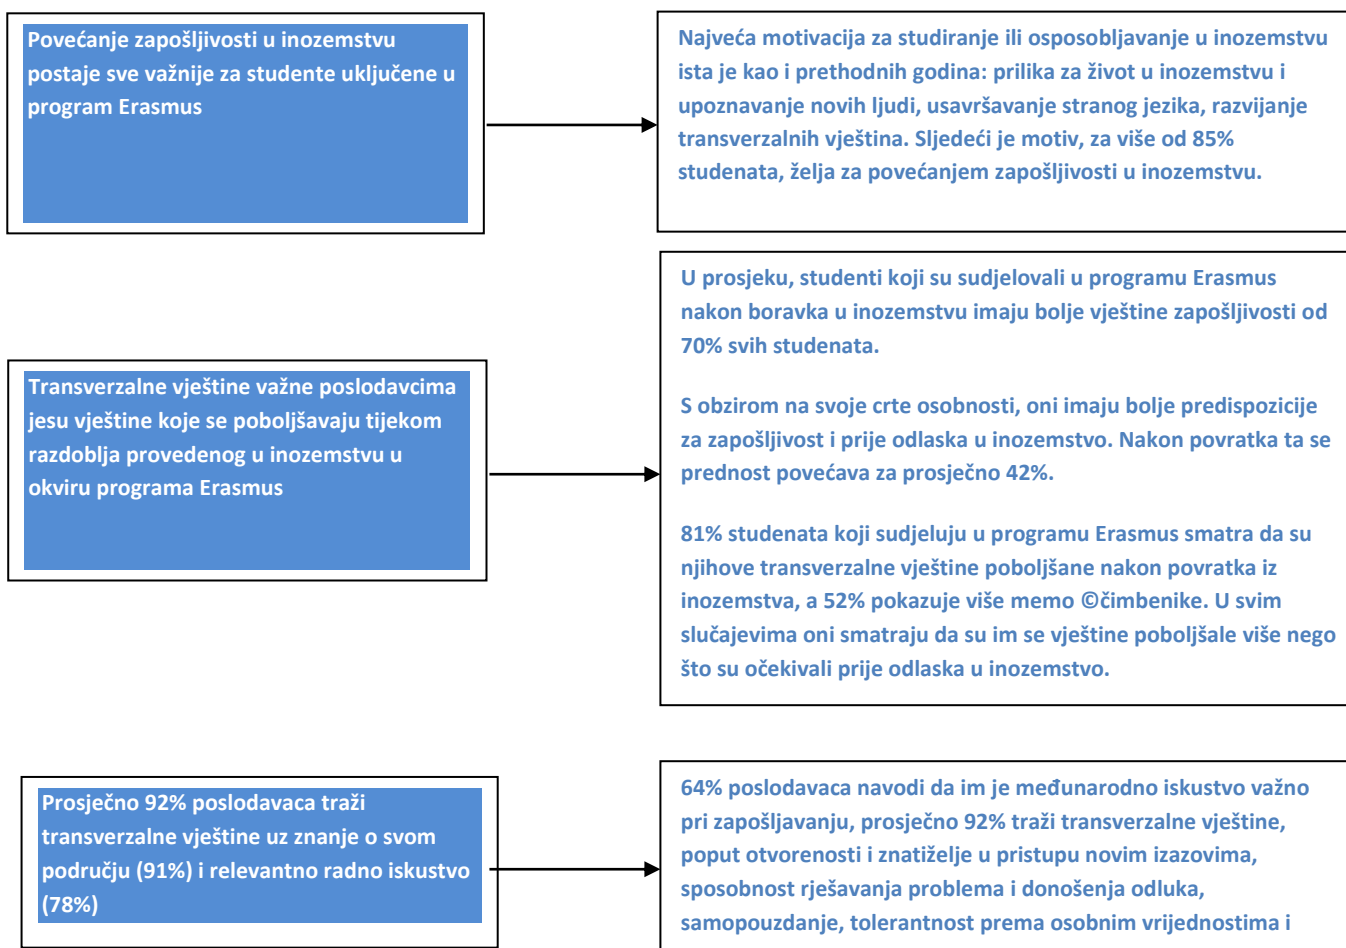 Povećanje zapošljivosti u inozemstvu
postaje sve važnije za studente uključene u
program Erasmus
Najveća motivacija za studiranje ili osposobljavanje u inozemstvu
ista je kao i prethodnih godina: prilika za život u inozemstvu i
upoznavanje novih ljudi, usavršavanje stranog jezika, razvijanje
transverzalnih vještina. Sljedeći je motiv, za više od 85%
studenata, želja za povećanjem zapošljivosti u inozemstvu.
Transverzalne vještine važne poslodavcima
jesu vještine koje se poboljšavaju tijekom
razdoblja provedenog u inozemstvu u
okviru programa Erasmus
U prosjeku, studenti koji su sudjelovali u programu Erasmus
nakon boravka u inozemstvu imaju bolje vještine zapošljivosti od
70% svih studenata.
S obzirom na svoje crte osobnosti, oni imaju bolje predispozicije
za zapošljivost i prije odlaska u inozemstvo. Nakon povratka ta se
prednost povećava za prosječno 42%.
81% studenata koji sudjeluju u programu Erasmus smatra da su
njihove transverzalne vještine poboljšane nakon povratka iz
inozemstva, a 52% pokazuje više memo ©čimbenike. U svim
slučajevima oni smatraju da su im se vještine poboljšale više nego
što su očekivali prije odlaska u inozemstvo.
Prosječno 92% poslodavaca traži
transverzalne vještine uz znanje o svom
području (91%) i relevantno radno iskustvo
(78%)
64% poslodavaca navodi da im je međunarodno iskustvo važno
pri zapošljavanju, prosječno 92% traži transverzalne vještine,
poput otvorenosti i znatiželje u pristupu novim izazovima,
sposobnost rješavanja problema i donošenja odluka,
samopouzdanje, tolerantnost prema osobnim vrijednostima i